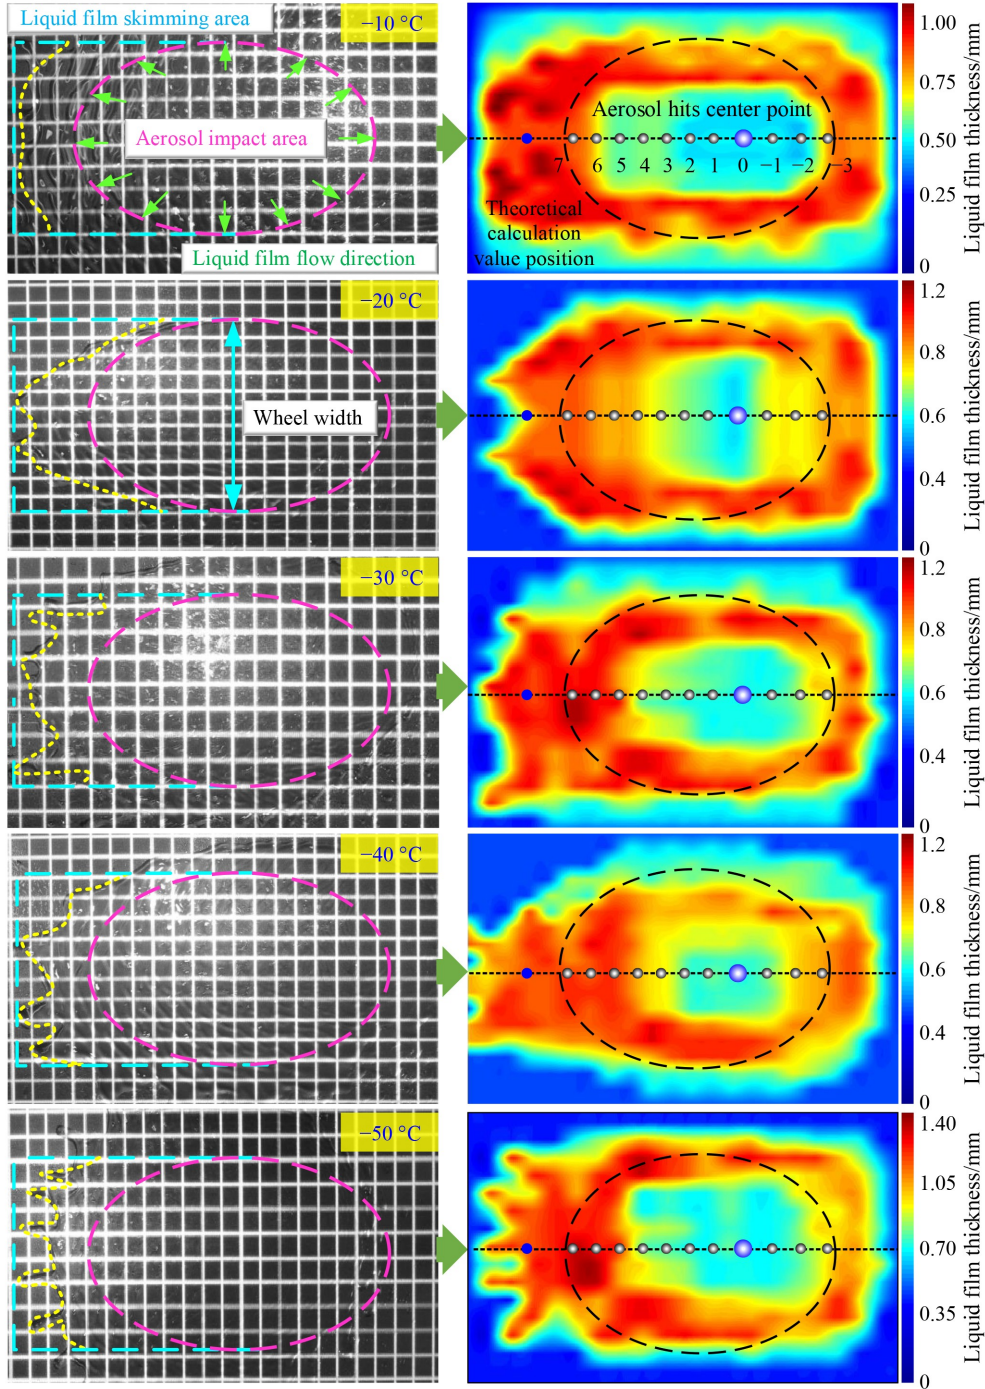 Liquid film skimming area
−10 °C
Aerosol impact area
Liquid film flow direction
Aerosol hits center point
7 6 5 4 3 2 1 0 −1 −2 −3
Theoretical
calculation
value position
1.00
0.75
0.50
0.25
0
Liquid film thickness/mm
−20 °C
Wheel width
1.2
0.8
0.6
0.4
0
Liquid film thickness/mm
−30 °C
1.2
0.8
0.6
0.4
0
Liquid film thickness/mm
−40 °C
1.2
0.8
0.6
0.4
0
Liquid film thickness/mm
−50 °C
1.40
1.05
0.70
0.35
0
Liquid film thickness/mm